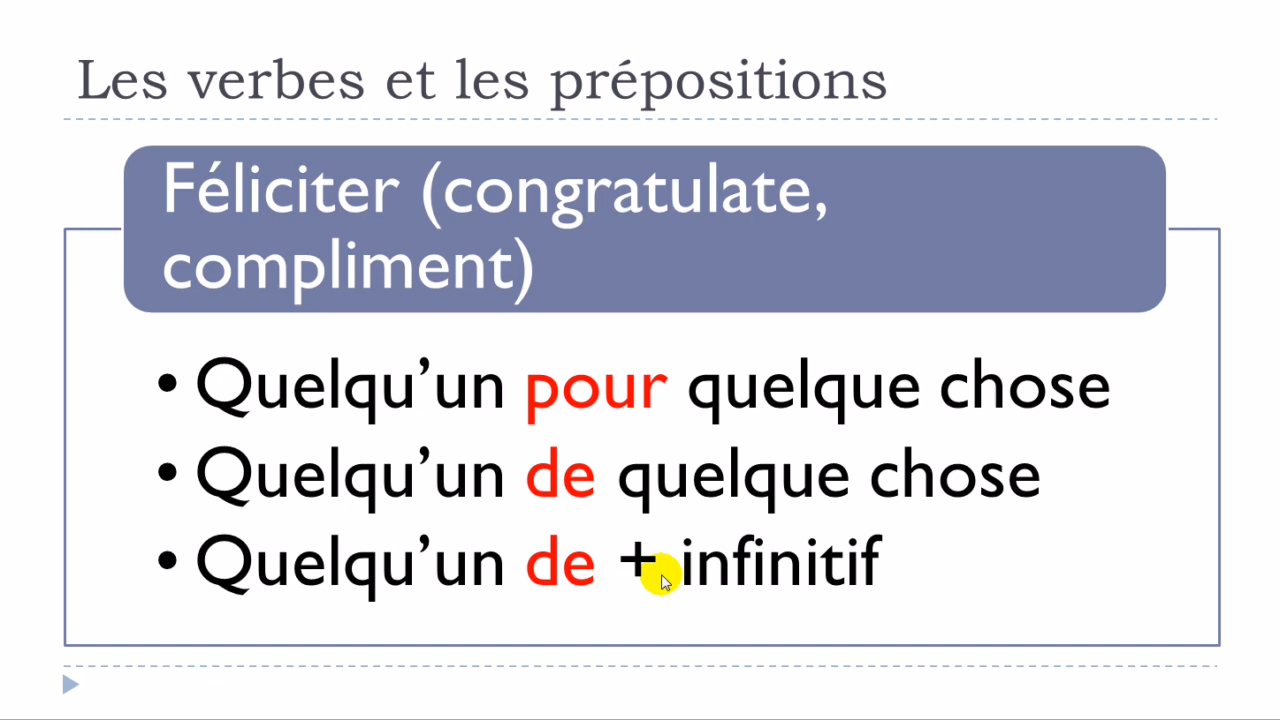 Les verbes et les prépositions
Féliciter (congratulate,
compliment)
• Quelqu’un pour quelque chose
• Quelqu’un de quelque chose
• Quelqu’un de + infinitif